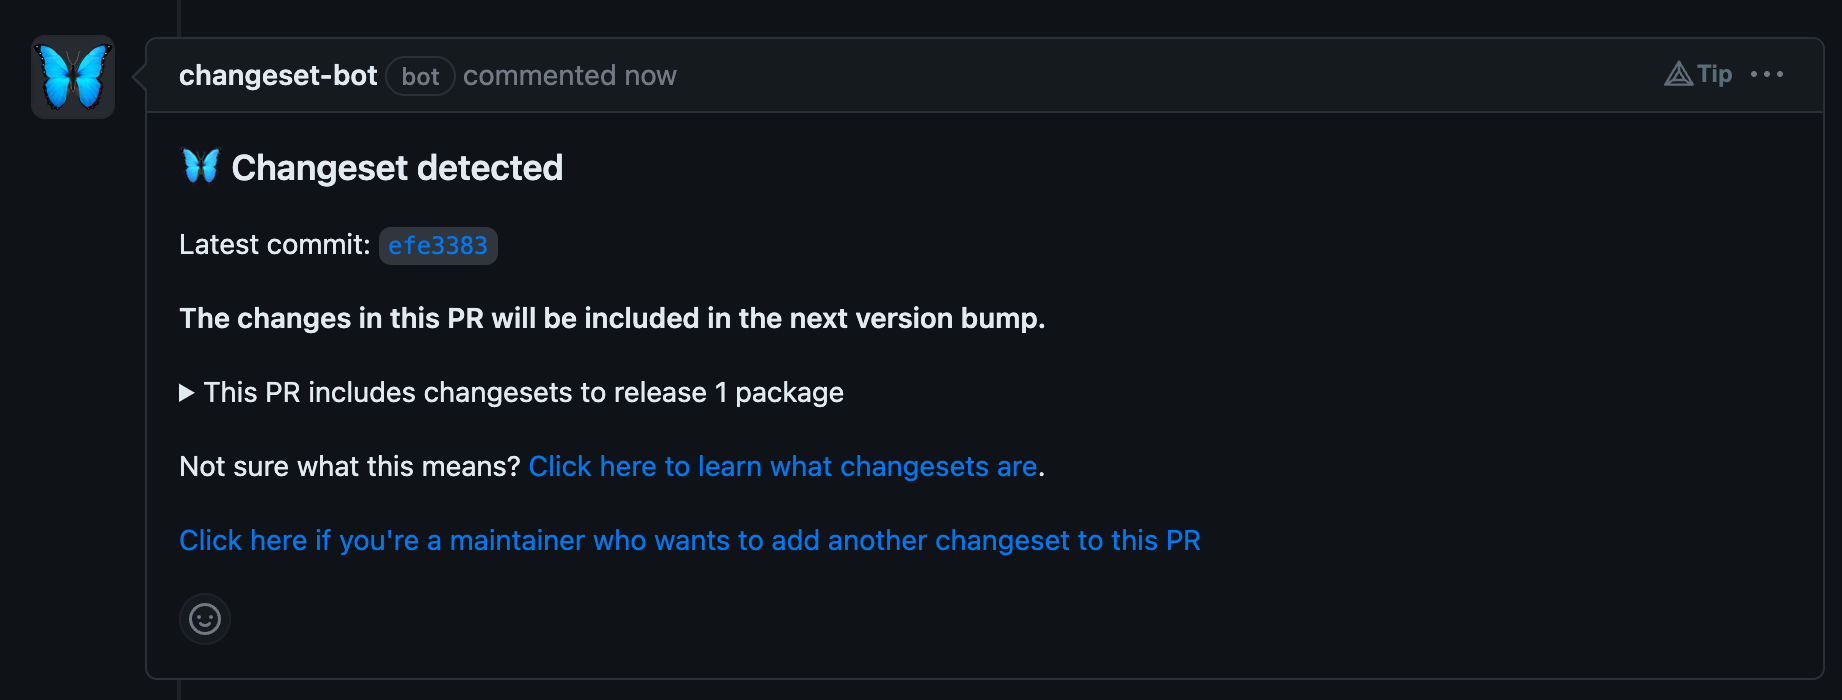 changeset-bot bot commented now
Tip
Changeset detected
Latest commit: efe3383
The changes in this PR will be included in the next version bump.
This PR includes changesets to release 1 package
Not sure what this means? Click here to learn what changesets are.
Click here if you're a maintainer who wants to add another changeset to this PR